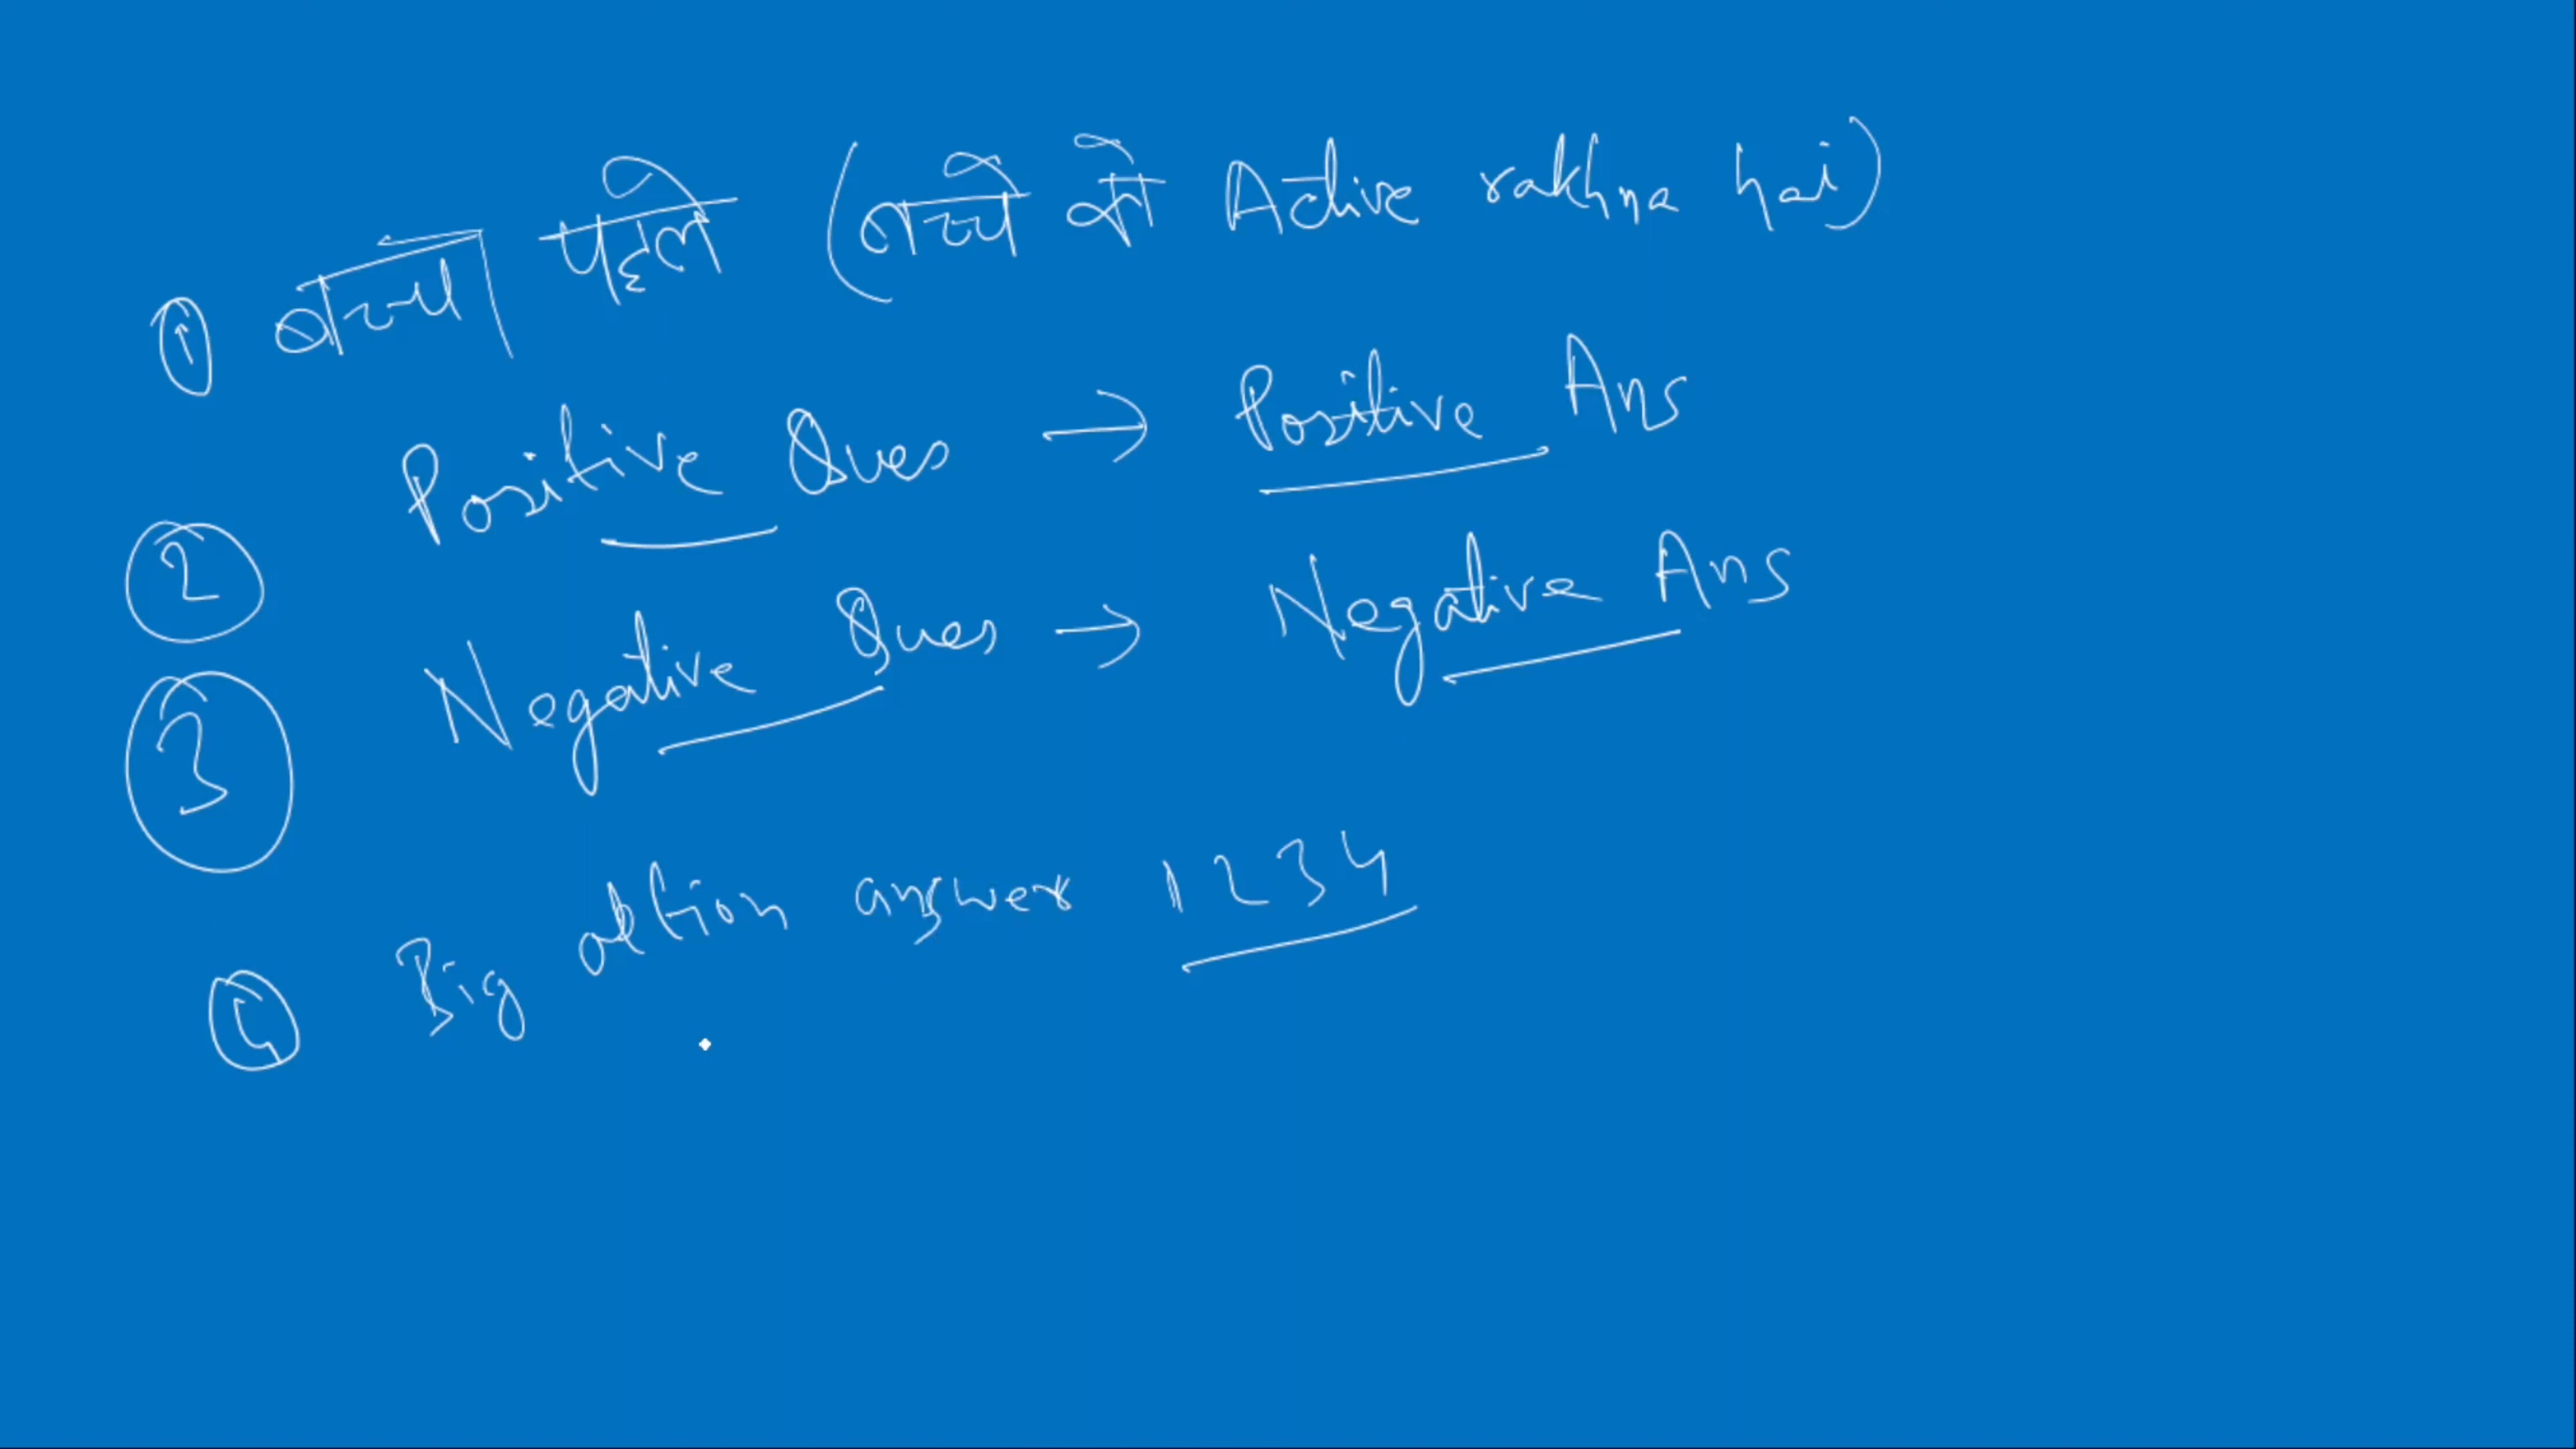 ① बच्चा पहले (बच्चे को Active rakhna hai)
② Positive Ques → Positive Ans
③ Negative Ques → Negative Ans
④ Big option answer 1234